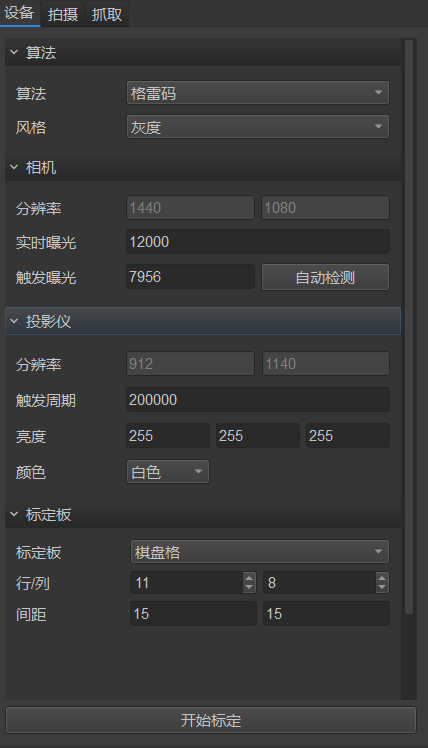 设备 拍摄 抓取
算法
算法 格雷码
风格 灰度
相机
分辨率 1440 1080
实时曝光 12000
触发曝光 7956 自动检测
投影仪
分辨率 912 1140
触发周期 200000
亮度 255 255 255
颜色 白色
标定板
标定板 棋盘格
行/列 11 8
间距 15 15
开始标定